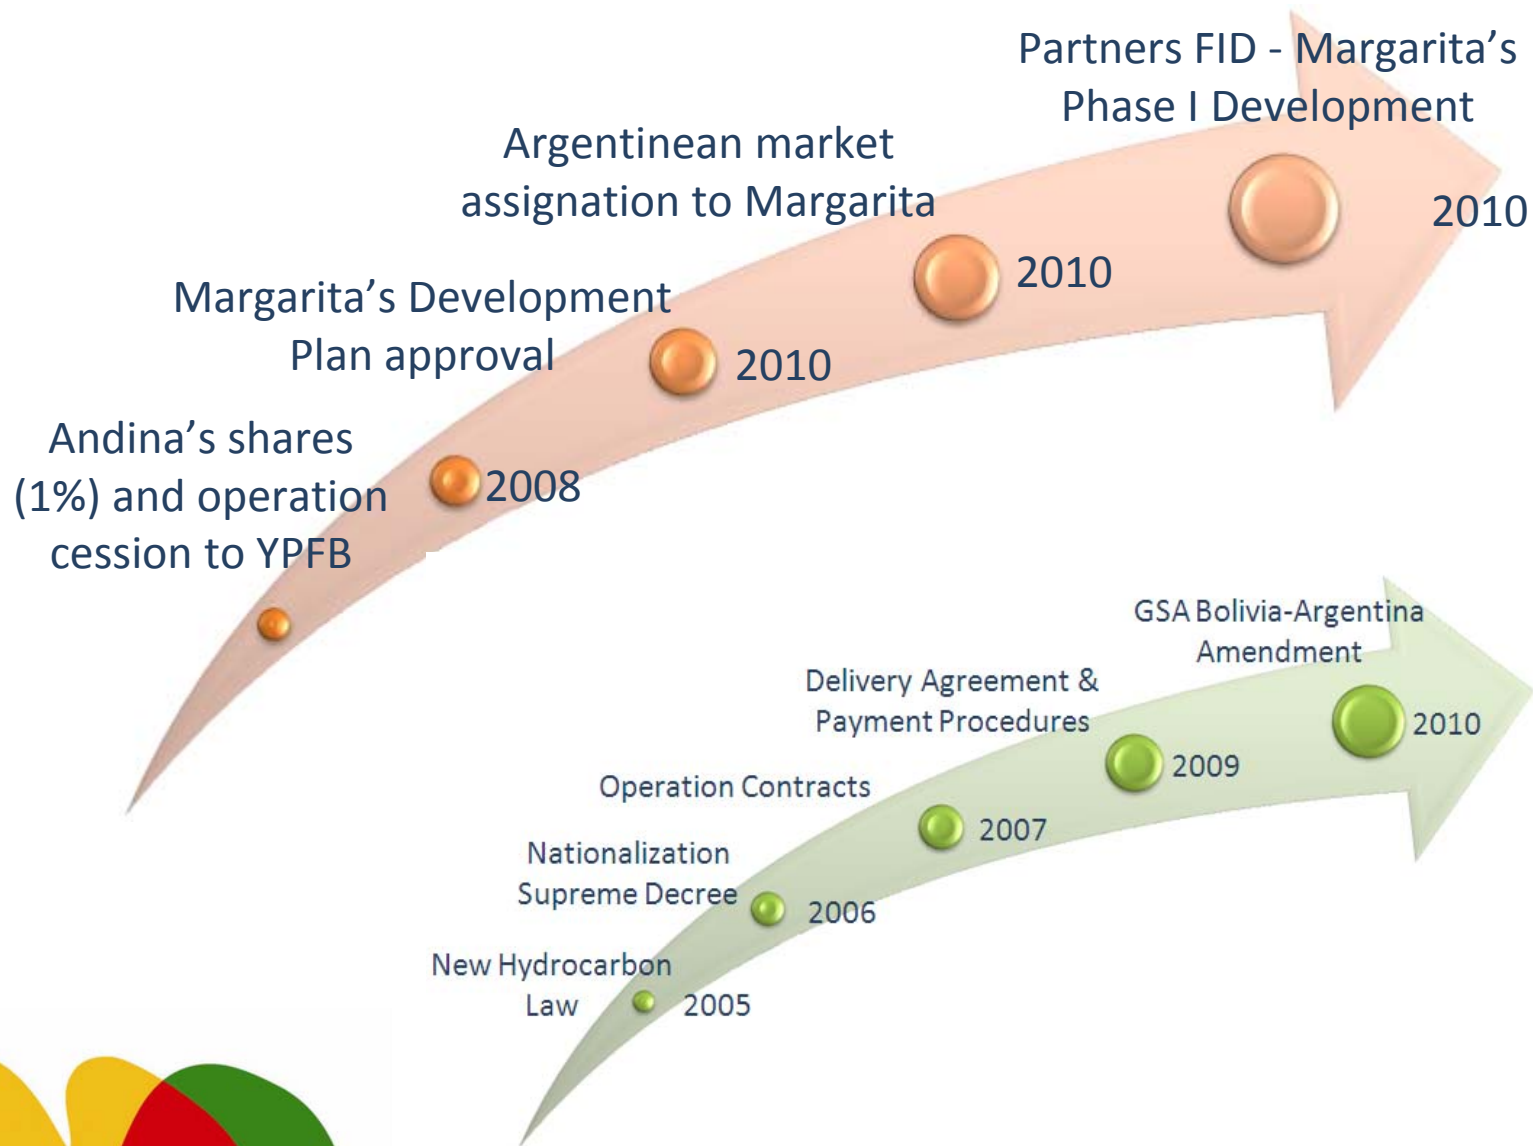 Partners FID - Margarita’s
Phase I Development
2010
Argentinean market
assignation to Margarita
2010
Margarita’s Development
Plan approval
2010
Andina’s shares
(1%) and operation
cession to YPFB
2008
GSA Bolivia-Argentina
Amendment
2010
Delivery Agreement &
Payment Procedures
2009
Operation Contracts
2007
Nationalization
Supreme Decree
2006
New Hydrocarbon
Law
2005